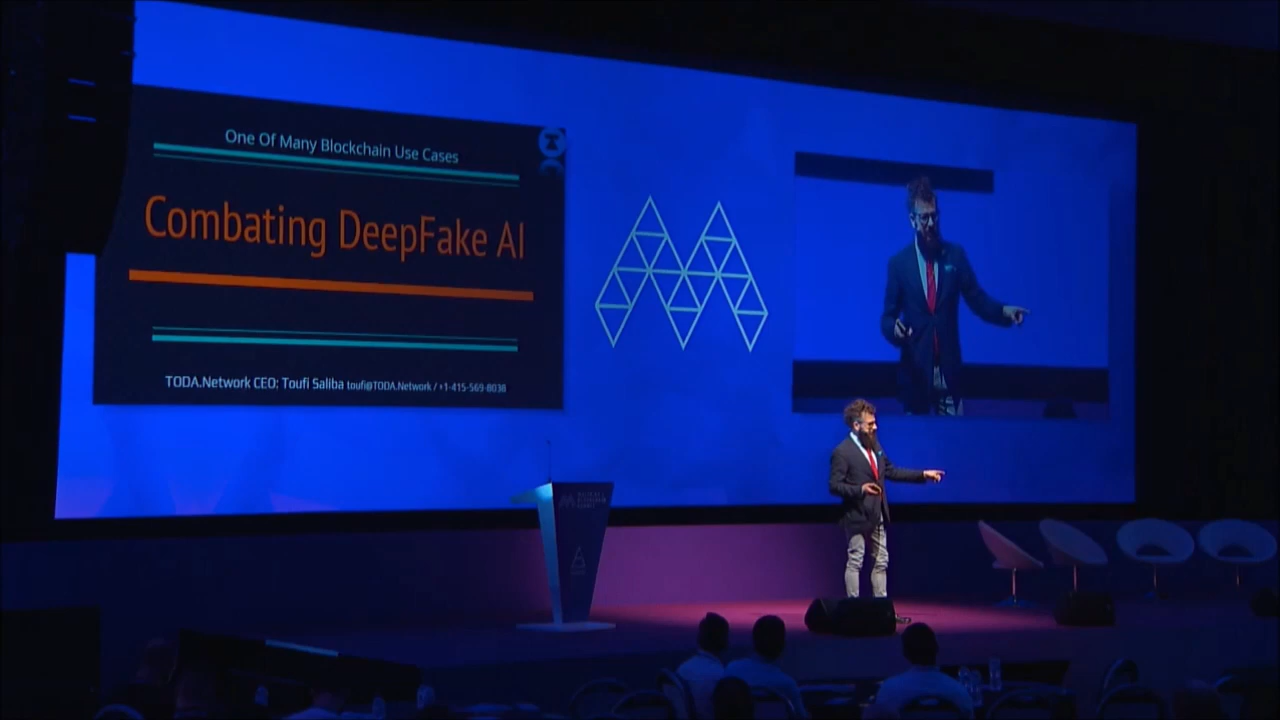 One Of Many Blockchain Use Cases
Combating DeepFake AI
TODA.Network CEO: Toufi Saliba toufi@TODA.Network / +1-415-569-8038